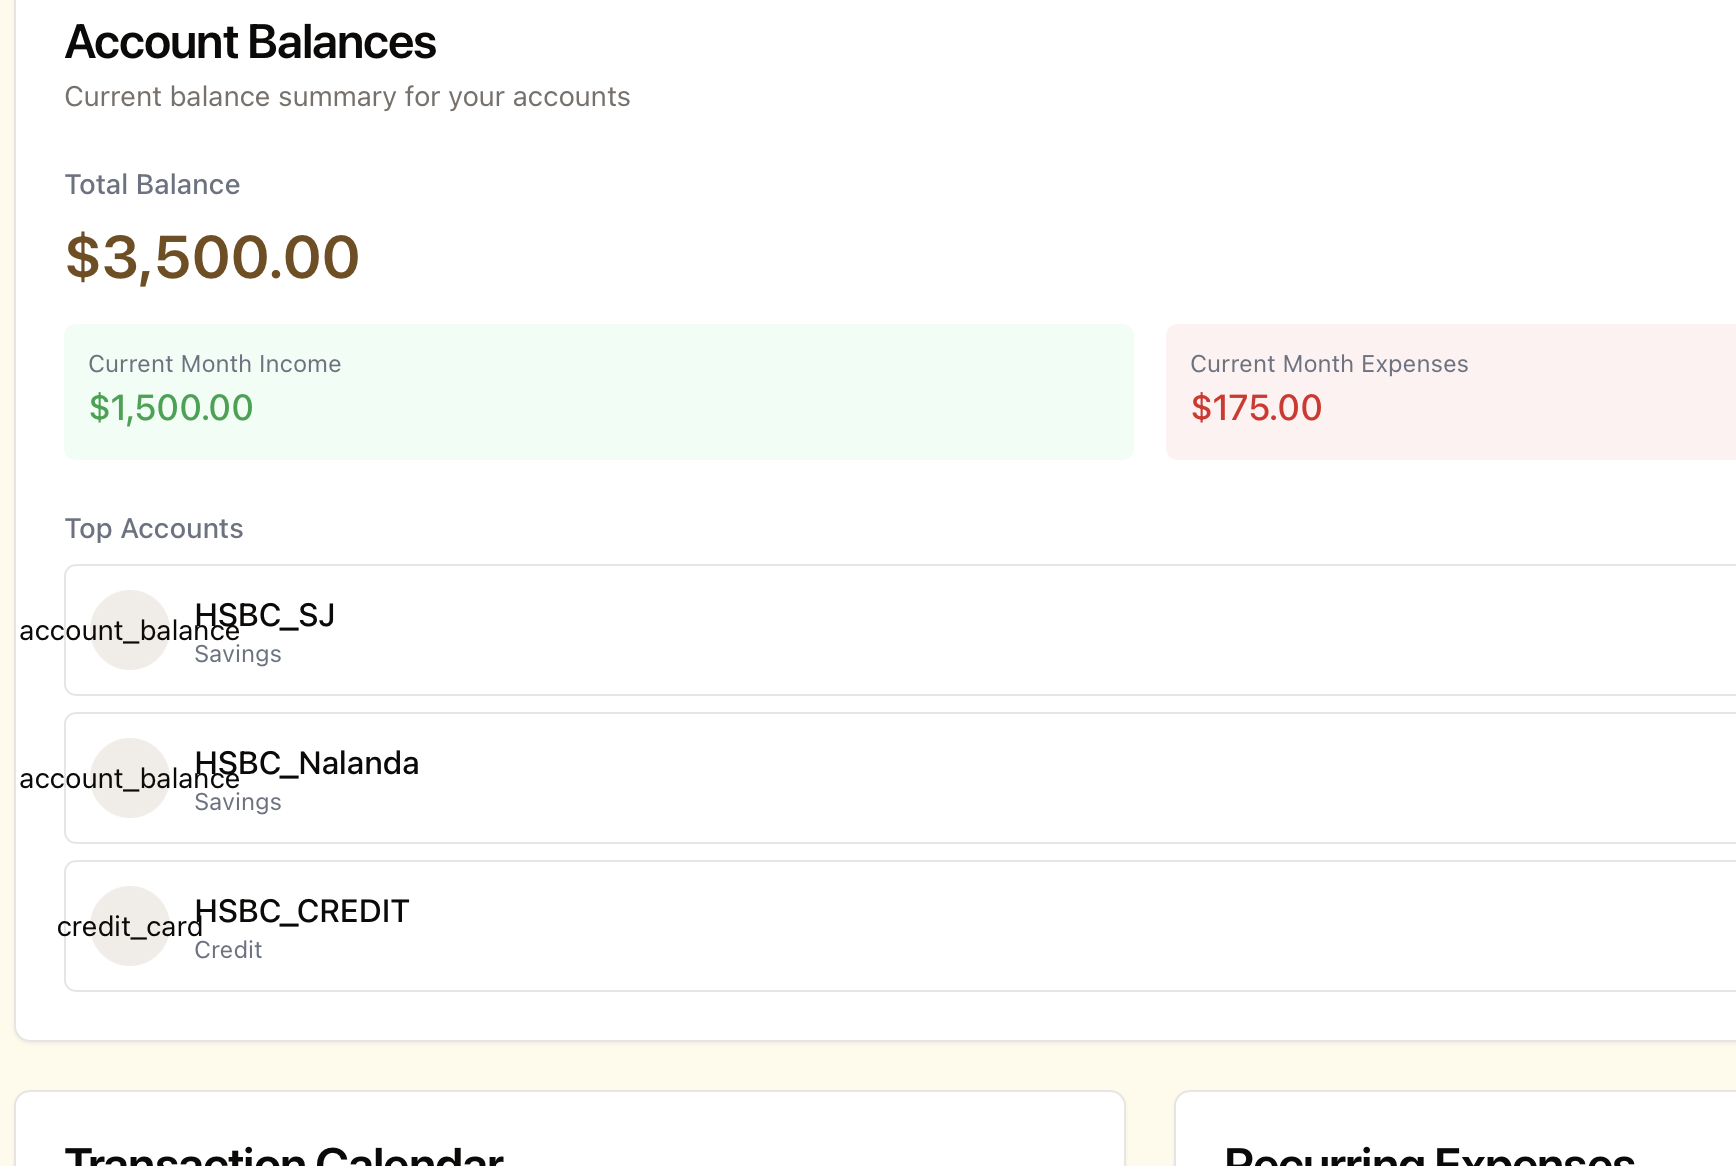 Account Balances
Current balance summary for your accounts
Total Balance
$3,500.00
Current Month Income
$1,500.00
Current Month Expenses
$175.00
Top Accounts
account_balance
HSBC_SJ
Savings
account_balance
HSBC_Nalanda
Savings
credit_card
HSBC_CREDIT
Credit
Transaction Calendar
Recurring Expenses